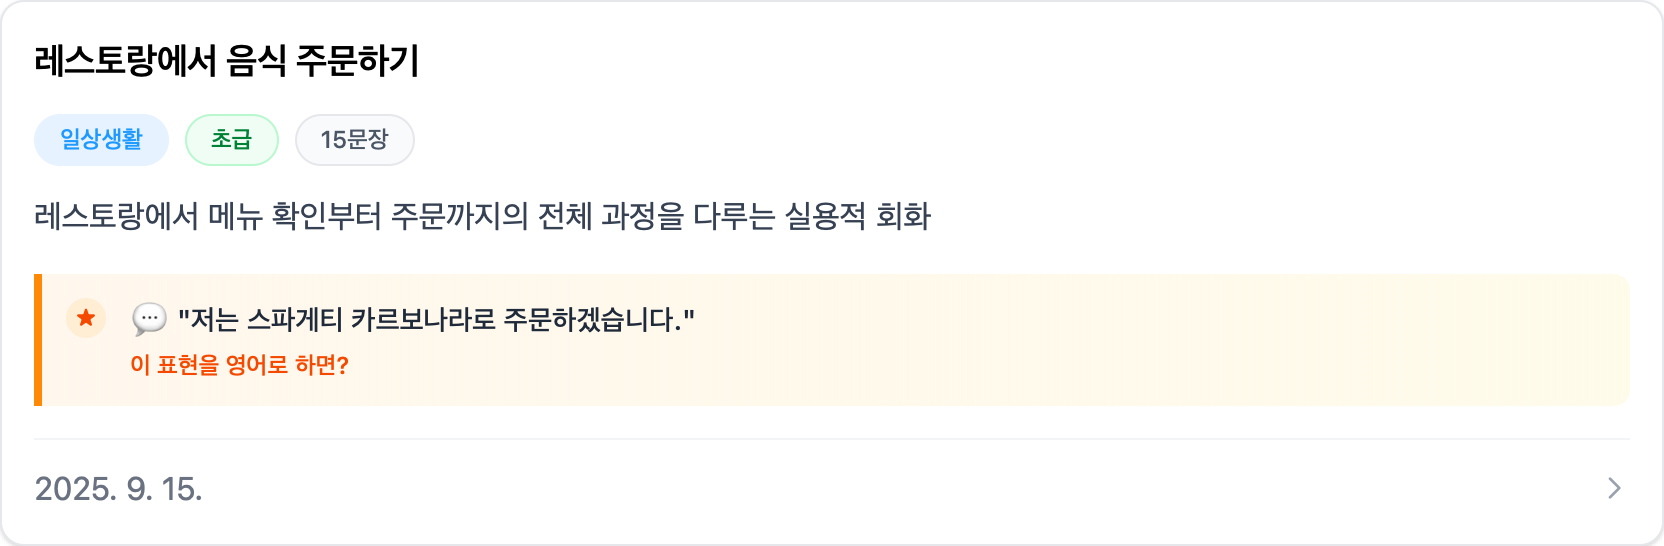 레스토랑에서 음식 주문하기
일상생활 초급 15문장
레스토랑에서 메뉴 확인부터 주문까지의 전체 과정을 다루는 실용적 회화
"저는 스파게티 카르보나라로 주문하겠습니다."
이 표현을 영어로 하면?
2025. 9. 15.